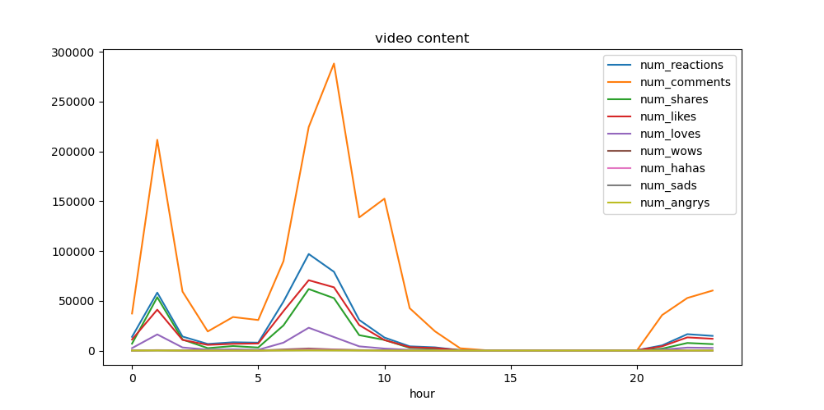 video content
300000
250000
200000
150000
100000
50000
0
0 5 10 15 20
hour
num_reactions
num_comments
num_shares
num_likes
num_loves
num_wows
num_hahas
num_sads
num_angrys